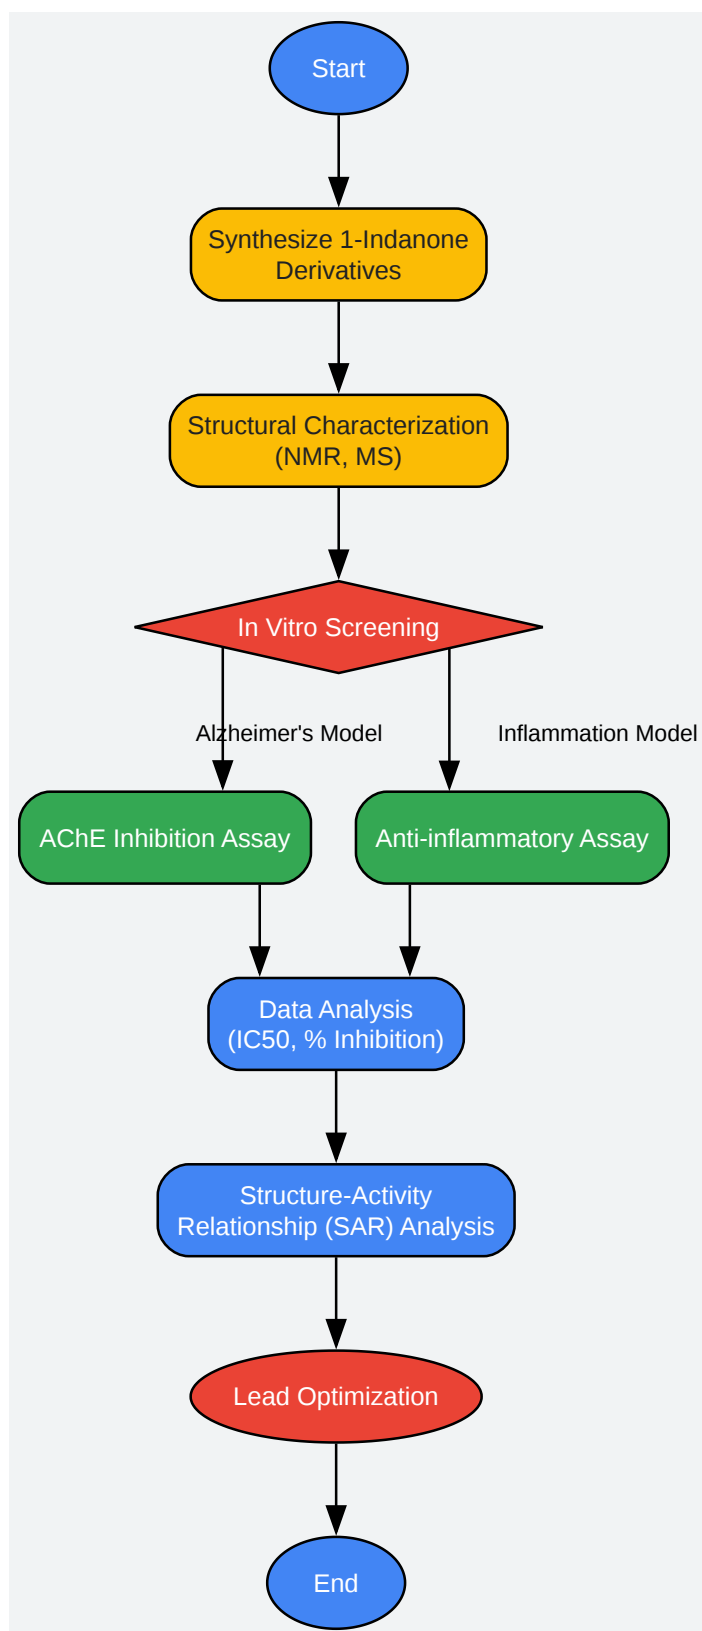 Start
Synthesize 1-Indanone
Derivatives
Structural Characterization
(NMR, MS)
In Vitro Screening
Alzheimer's Model
Inflammation Model
AChE Inhibition Assay
Anti-inflammatory Assay
Data Analysis
(IC50, % Inhibition)
Structure-Activity
Relationship (SAR) Analysis
Lead Optimization
End